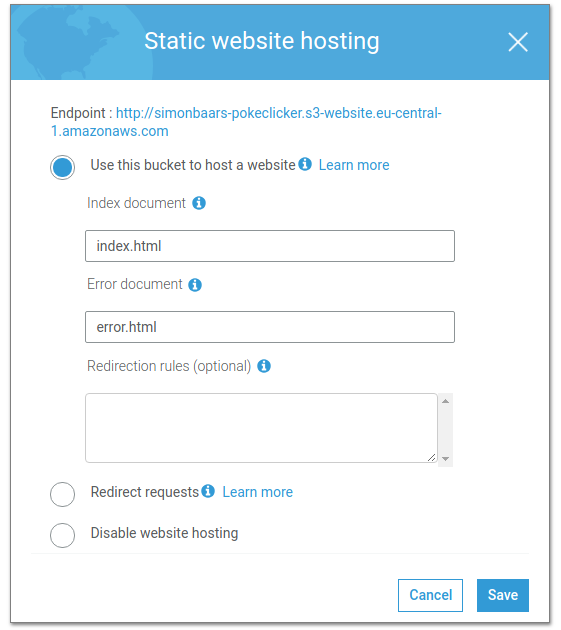 Static website hosting
Endpoint : http://simonbaars-pokeclicker.s3-website.eu-central-
1.amazonaws.com
Use this bucket to host a website Learn more
Index document
index.html
Error document
error.html
Redirection rules (optional)
Redirect requests Learn more
Disable website hosting
Cancel Save